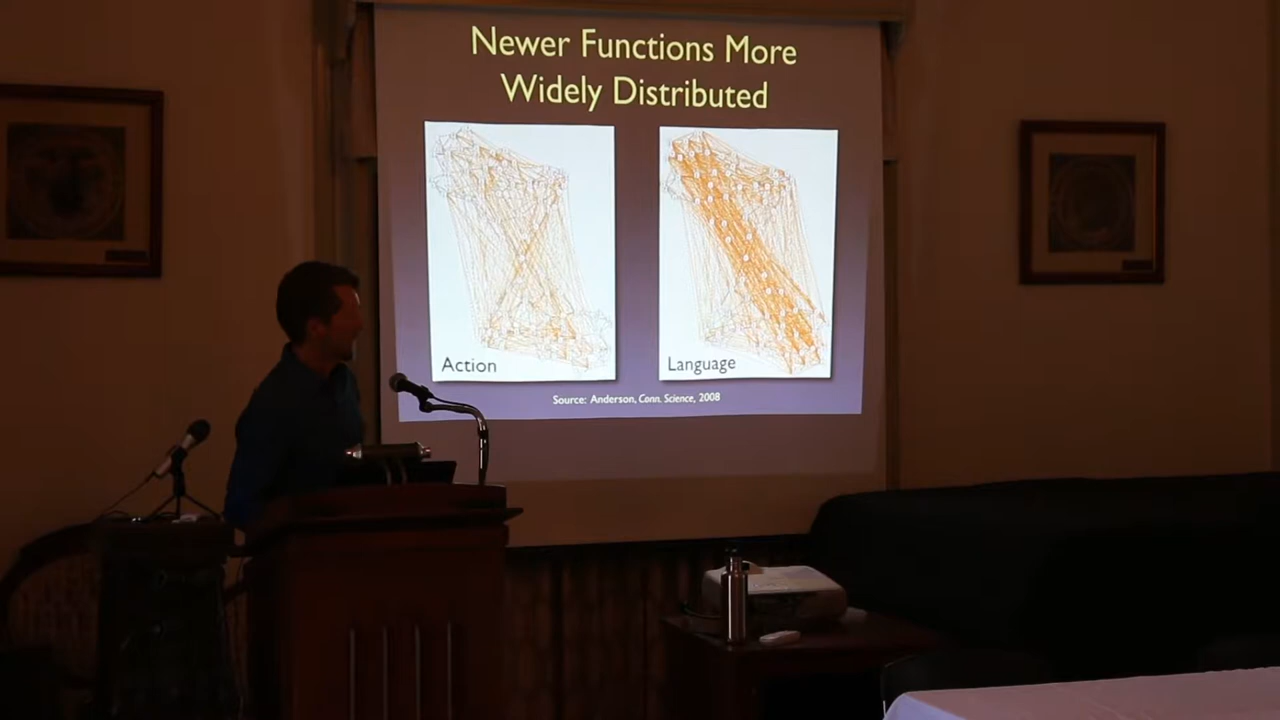 Newer Functions More
Widely Distributed
Action
Language
Source: Anderson, Conn. Science, 2008